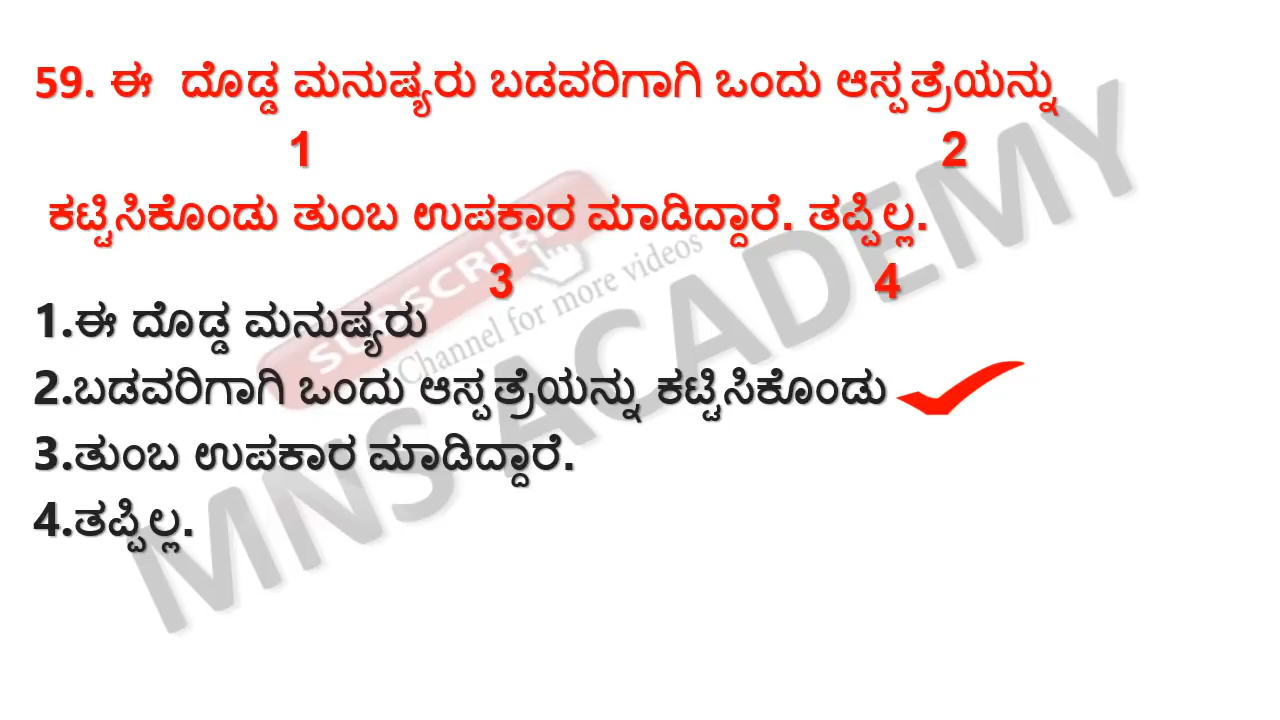 59. ಈ ದೊಡ್ಡ ಮನುಷ್ಯರು ಬಡವರಿಗಾಗಿ ಒಂದು ಆಸ್ಪತ್ರೆಯನ್ನು
1 2
ಕಟ್ಟಿಸಿಕೊಂಡು ತುಂಬ ಉಪಕಾರ ಮಾಡಿದ್ದಾರೆ. ತಪ್ಪಿಲ್ಲ.
3 4
1.ಈ ದೊಡ್ಡ ಮನುಷ್ಯರು
2.ಬಡವರಿಗಾಗಿ ಒಂದು ಆಸ್ಪತ್ರೆಯನ್ನು ಕಟ್ಟಿಸಿಕೊಂಡು
3.ತುಂಬ ಉಪಕಾರ ಮಾಡಿದ್ದಾರೆ.
4.ತಪ್ಪಿಲ್ಲ.
SUBSCRIBE
Channel for more videos
MNS ACADEMY